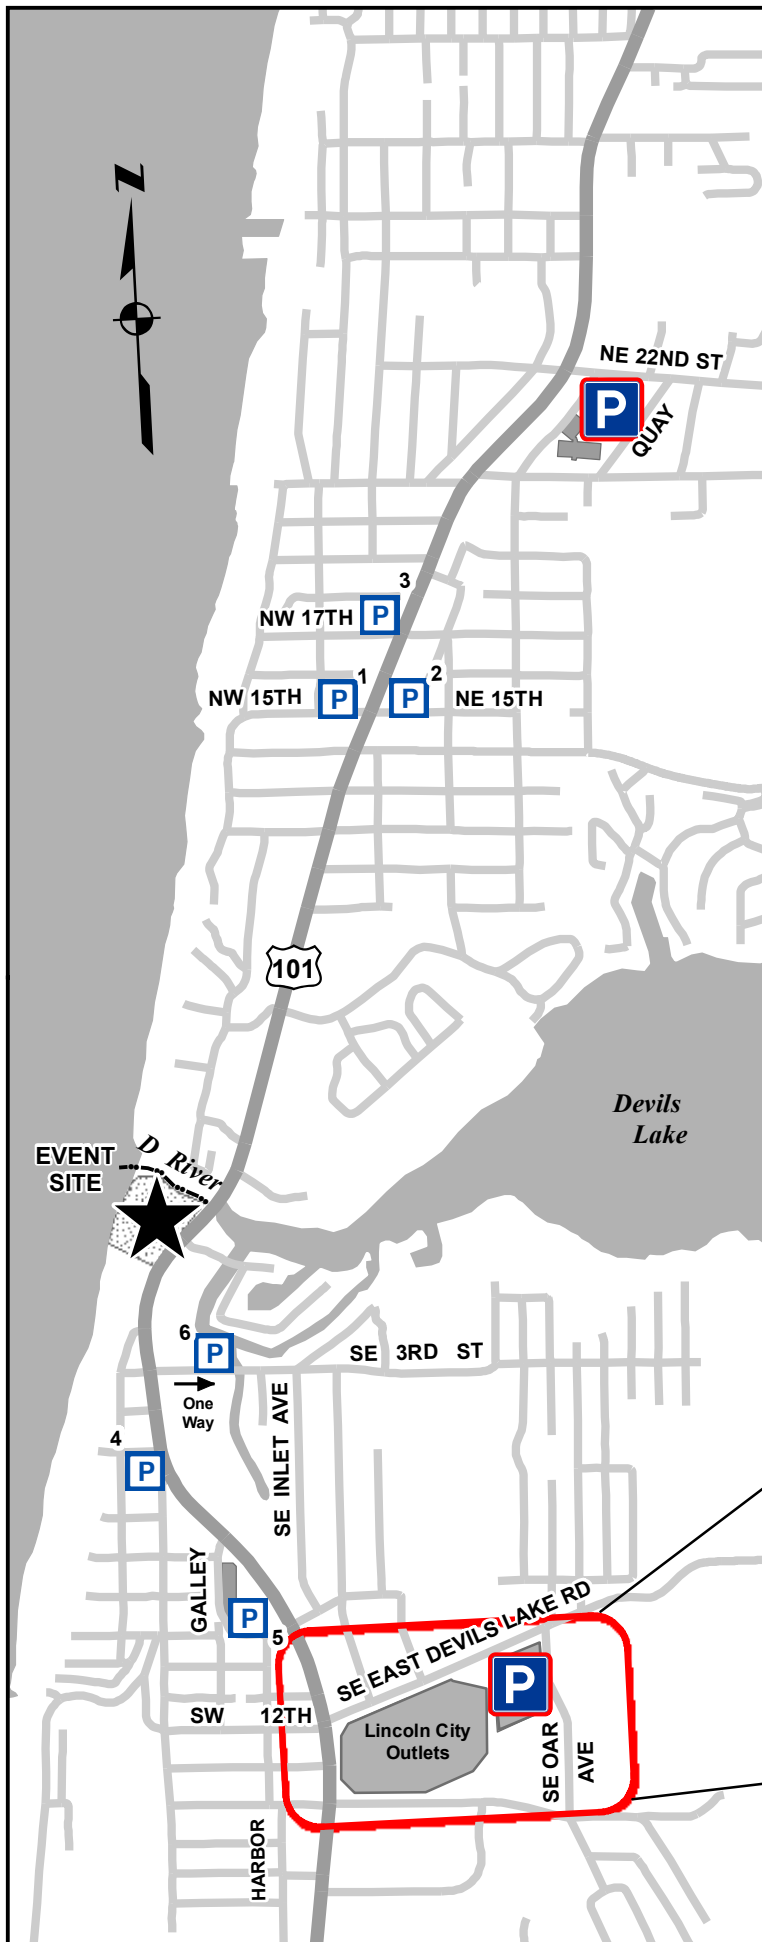 Z
NE 22ND ST
P
QUAY
3
NW 17TH
P
1
2
NW 15TH
P
P
NE 15TH
101
Devils
Lake
EVENT
SITE
D River
6
P
SE 3RD ST
One
Way
4
P
SE INLET AVE
GALLEY
P
5
SE EAST DEVILS LAKE RD
P
SW 12TH
Lincoln City
Outlets
SE OAR
AVE
HARBOR